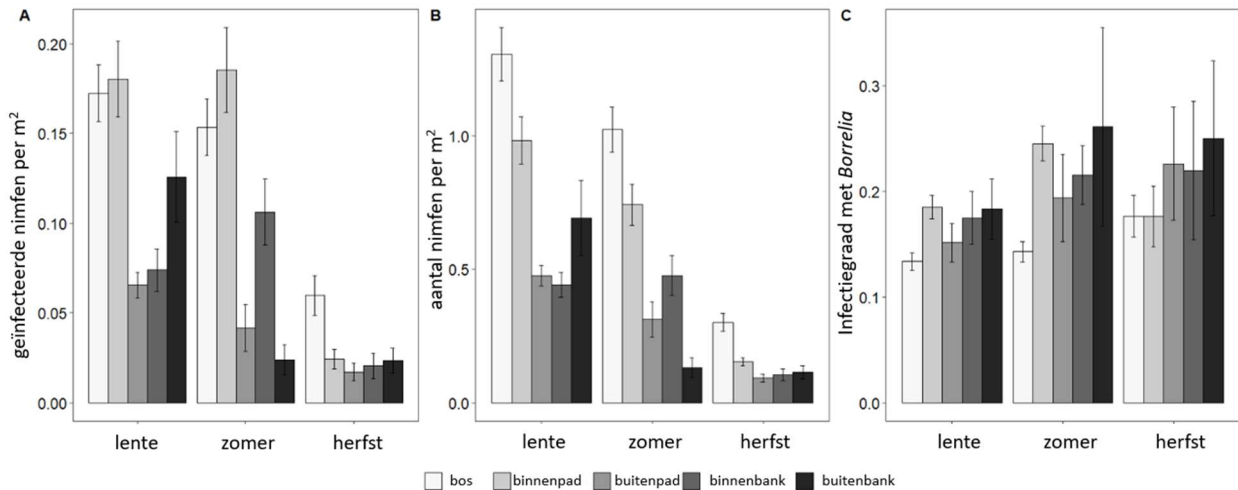 A
geïnfecteerde nimfen per m²
0.20
0.15
0.10
0.05
0.00
lente zomer herfst
B
aantal nimfen per m²
1.0
0.5
0.0
lente zomer herfst
C
Infectiegraad met Borrelia
0.3
0.2
0.1
0.0
lente zomer herfst
bos binnenpad buitenpad binnenbank buitenbank